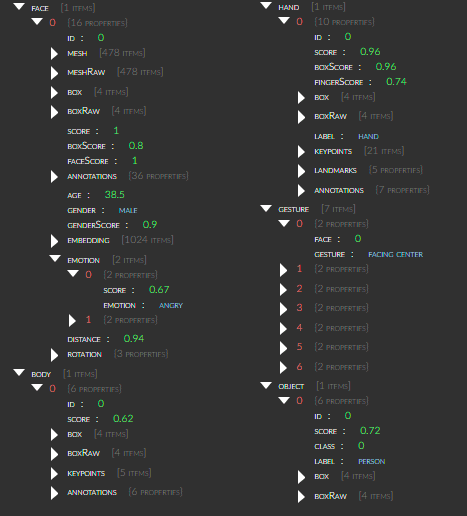 FACE [1 ITEMS]
0 [16 PROPERTIES]
ID : 0
MESH [478 ITEMS]
MESHRAW [478 ITEMS]
BOX [4 ITEMS]
BOXRAW [4 ITEMS]
SCORE : 1
BOXSCORE : 0.8
FACESCORE : 1
ANNOTATIONS [36 PROPERTIES]
AGE : 38.5
GENDER : MALE
GENDERSCORE : 0.9
EMBEDDING [1024 ITEMS]
EMOTION [2 ITEMS]
0 [2 PROPERTIES]
SCORE : 0.67
EMOTION : ANGRY
1 [2 PROPERTIES]
DISTANCE : 0.94
ROTATION [3 PROPERTIES]
BODY [1 ITEMS]
0 [6 PROPERTIES]
ID : 0
SCORE : 0.62
BOX [4 ITEMS]
BOXRAW [4 ITEMS]
KEYPOINTS [5 ITEMS]
ANNOTATIONS [6 PROPERTIES]
HAND [1 ITEMS]
0 [10 PROPERTIES]
ID : 0
SCORE : 0.96
BOXSCORE : 0.96
FINGERSCORE : 0.74
BOX [4 ITEMS]
BOXRAW [4 ITEMS]
LABEL : HAND
KEYPOINTS [21 ITEMS]
LANDMARKS [5 PROPERTIES]
ANNOTATIONS [7 PROPERTIES]
GESTURE [7 ITEMS]
0 [2 PROPERTIES]
FACE : 0
GESTURE : FACING CENTER
1 [2 PROPERTIES]
2 [2 PROPERTIES]
3 [2 PROPERTIES]
4 [2 PROPERTIES]
5 [2 PROPERTIES]
6 [2 PROPERTIES]
OBJECT [1 ITEMS]
0 [6 PROPERTIES]
ID : 0
SCORE : 0.72
CLASS : 0
LABEL : PERSON
BOX [4 ITEMS]
BOXRAW [4 ITEMS]